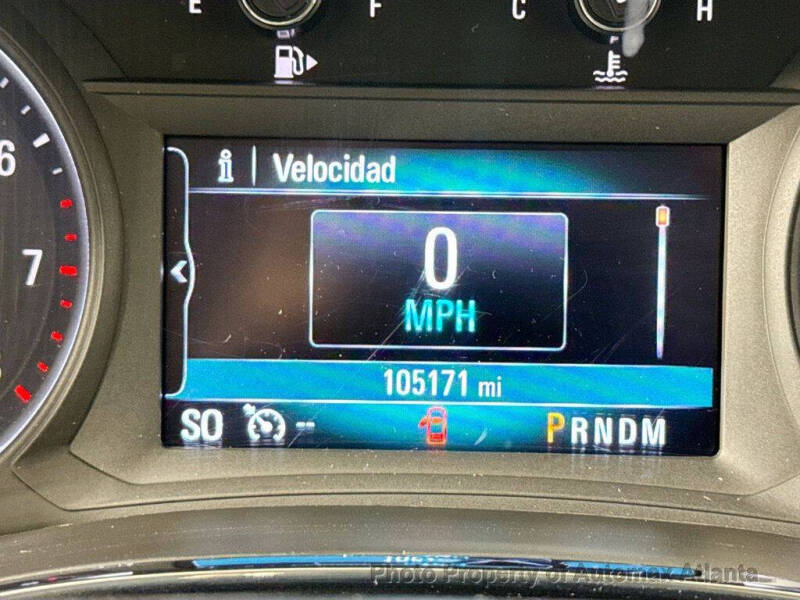 E F C H
6
7
i Velocidad
0
MPH
105171 mi
SO -- PRNDM
Photo Property of Automax Atlanta